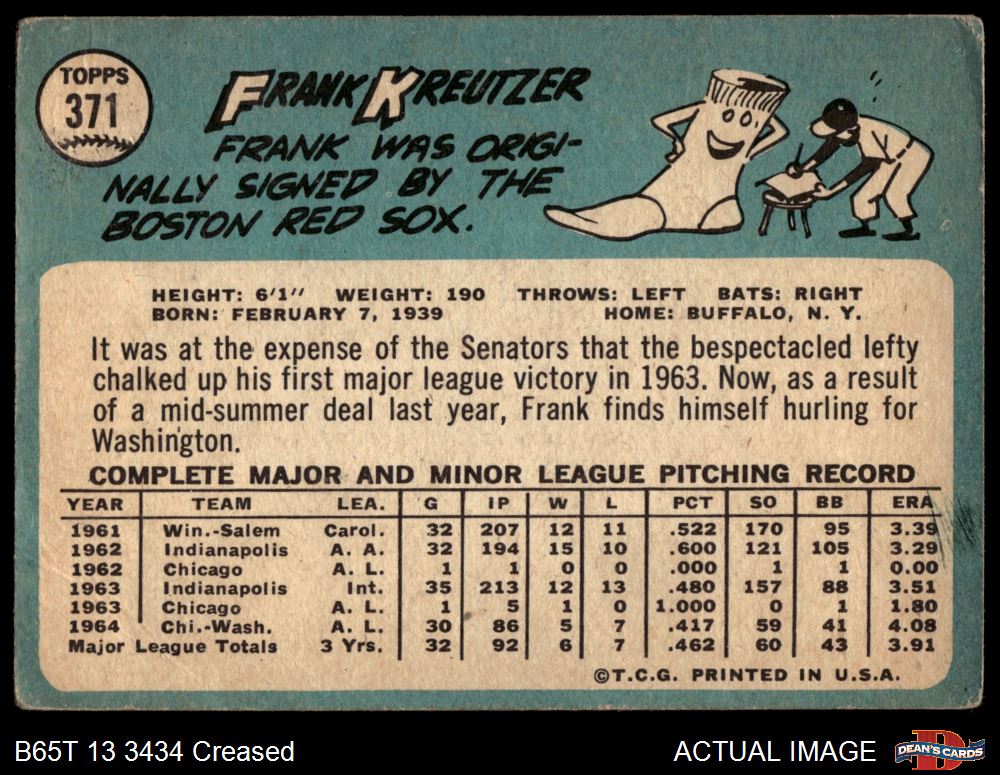 TOPPS
371
FRANK KREUTZER
FRANK WAS ORIGI-
NALLY SIGNED BY THE
BOSTON RED SOX.
HEIGHT: 6'1" WEIGHT: 190 THROWS: LEFT BATS: RIGHT
BORN: FEBRUARY 7, 1939 HOME: BUFFALO, N. Y.
It was at the expense of the Senators that the bespectacled lefty
chalked up his first major league victory in 1963. Now, as a result
of a mid-summer deal last year, Frank finds himself hurling for
Washington.
COMPLETE MAJOR AND MINOR LEAGUE PITCHING RECORD
YEAR TEAM LEA. G IP W L PCT SO BB ERA
1961 Win.-Salem Carol. 32 207 12 11 .522 170 95 3.39
1962 Indianapolis A. A. 32 194 15 10 .600 121 105 3.29
1962 Chicago A. L. 1 1 0 0 .000 1 1 0.00
1963 Indianapolis Int. 35 213 12 13 .480 157 88 3.51
1963 Chicago A. L. 1 5 1 0 1.000 0 1 1.80
1964 Chi.-Wash. A. L. 30 86 5 7 .417 59 41 4.08
Major League Totals 3 Yrs. 32 92 6 7 .462 60 43 3.91
©T.C.G. PRINTED IN U.S.A.
B65T 13 3434 Creased
ACTUAL IMAGE
DEAN'S CARDS